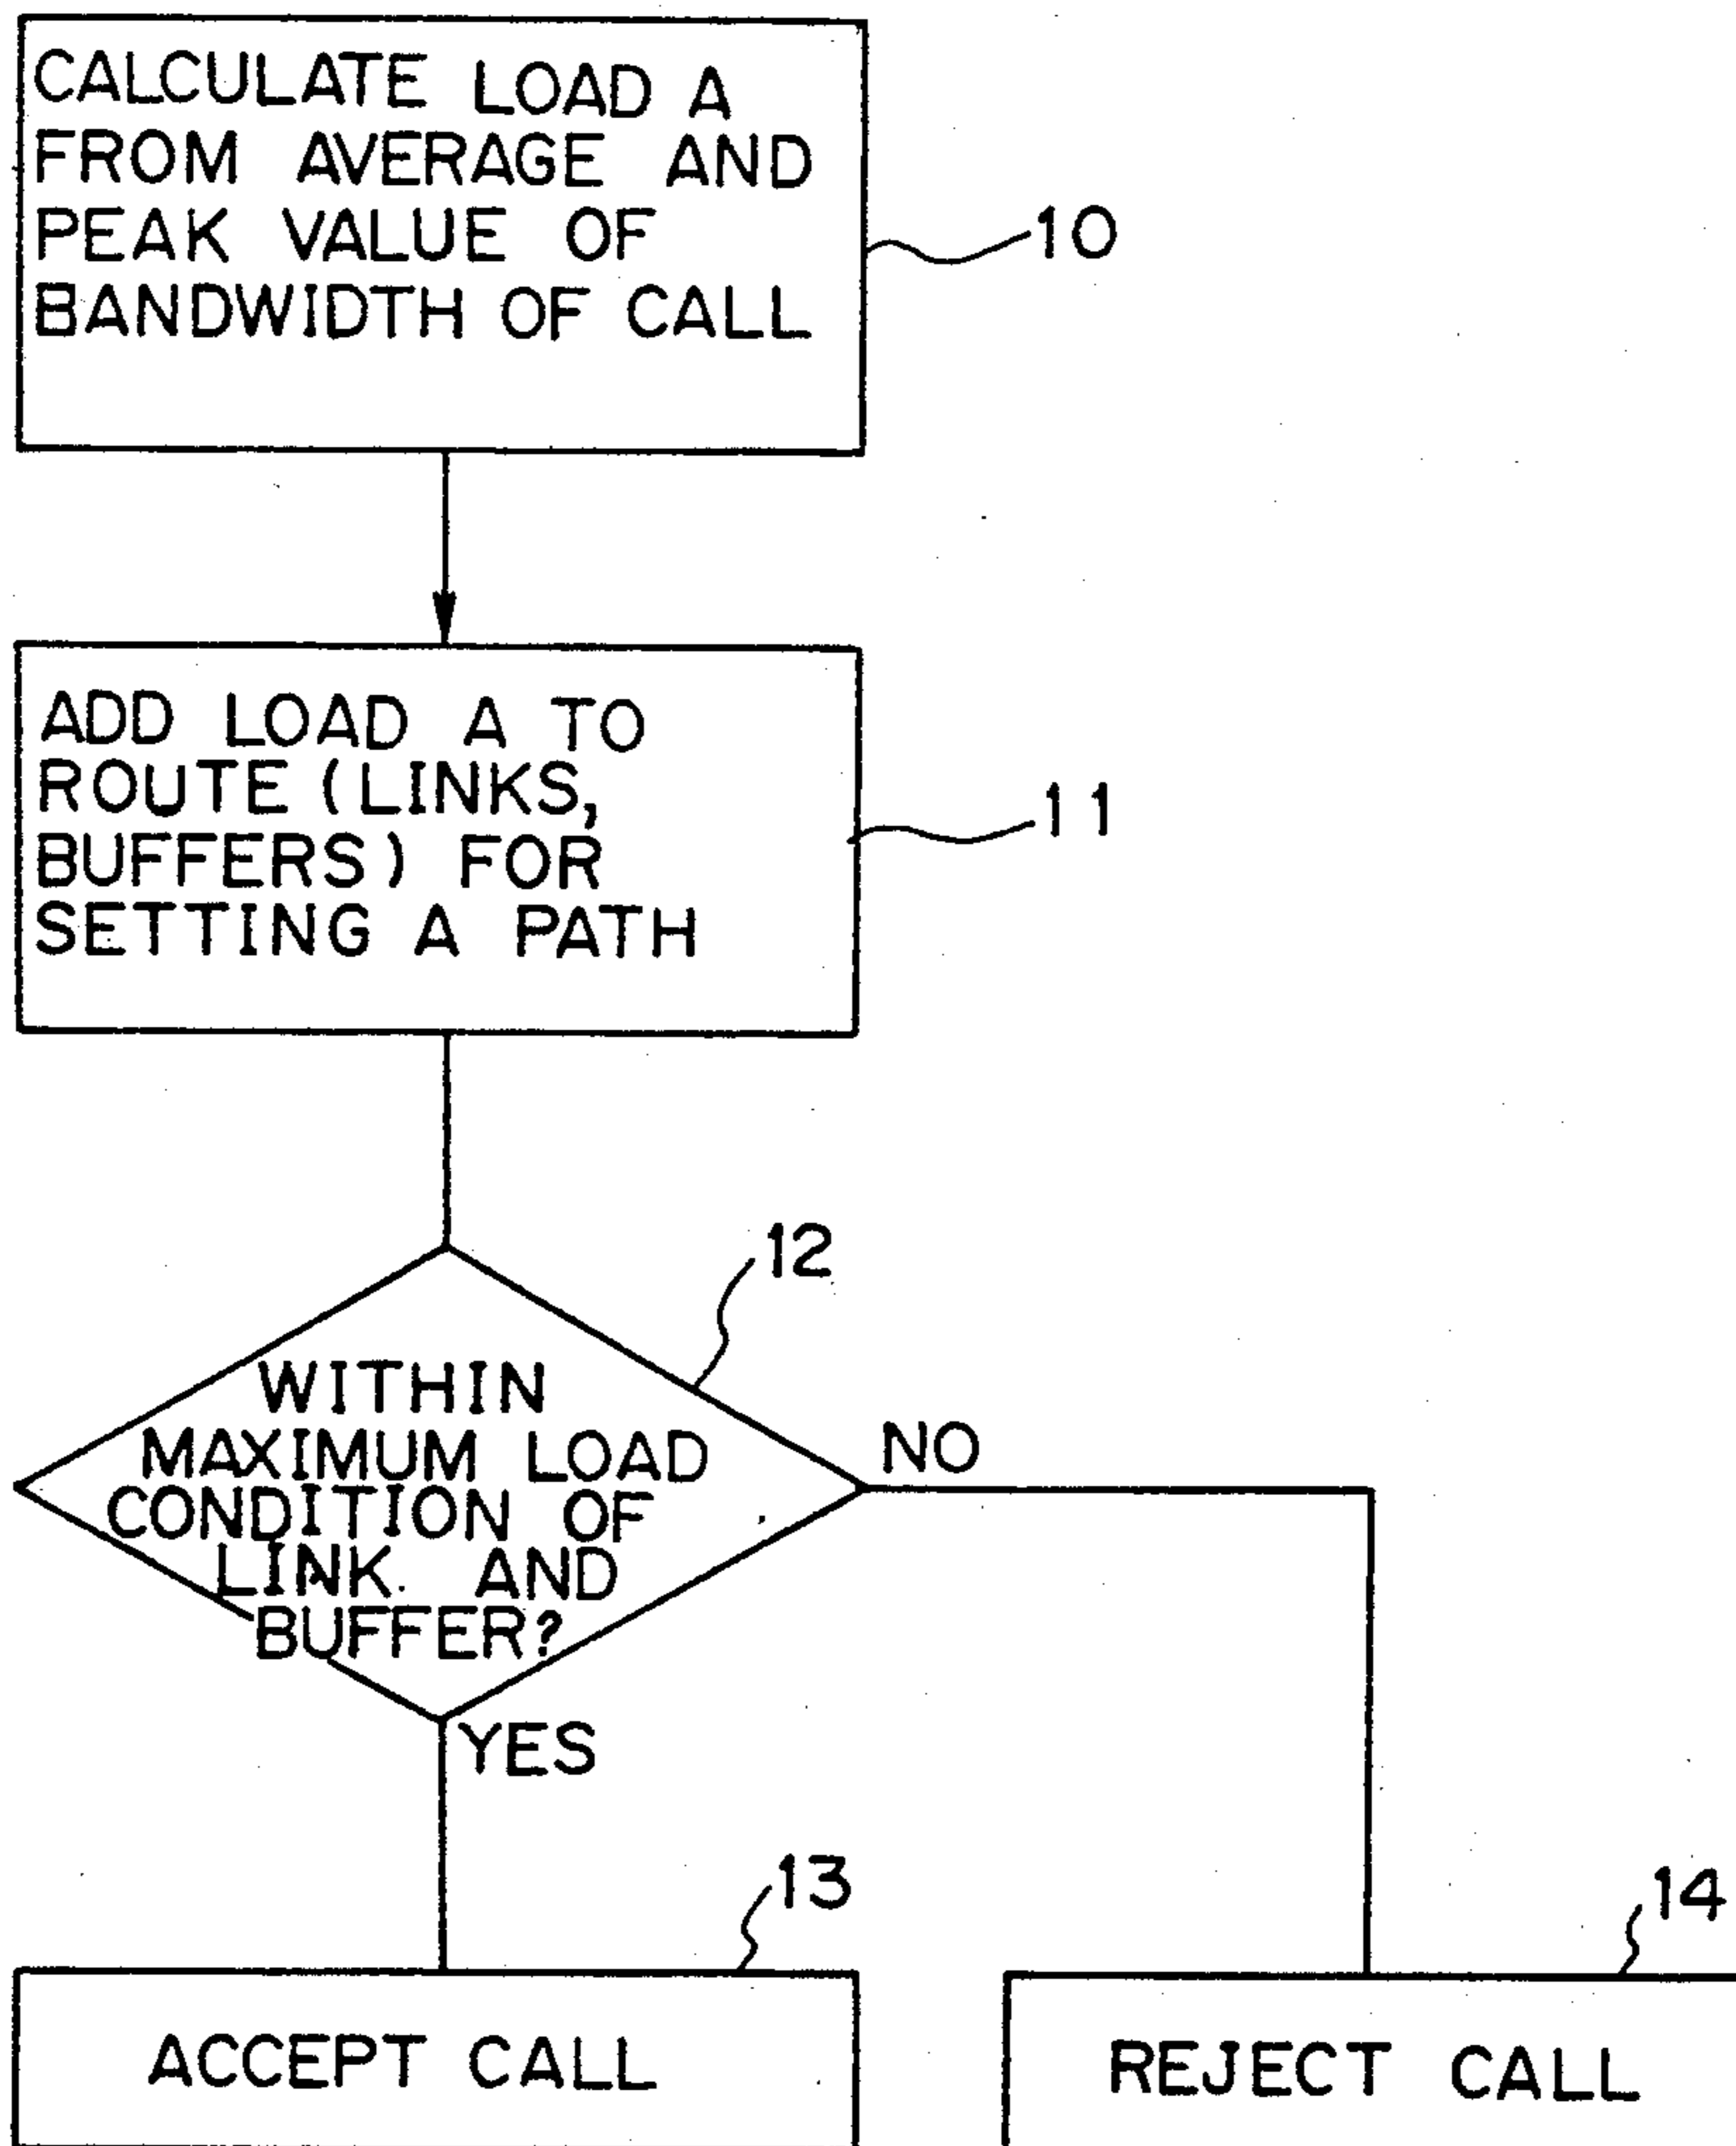 CALCULATE LOAD A
FROM AVERAGE AND
PEAK VALUE OF
BANDWIDTH OF CALL
10
ADD LOAD A TO
ROUTE (LINKS,
BUFFERS) FOR
SETTING A PATH
11
12
WITHIN
MAXIMUM LOAD
CONDITION OF
LINK AND
BUFFER?
NO
YES
13
ACCEPT CALL
14
REJECT CALL